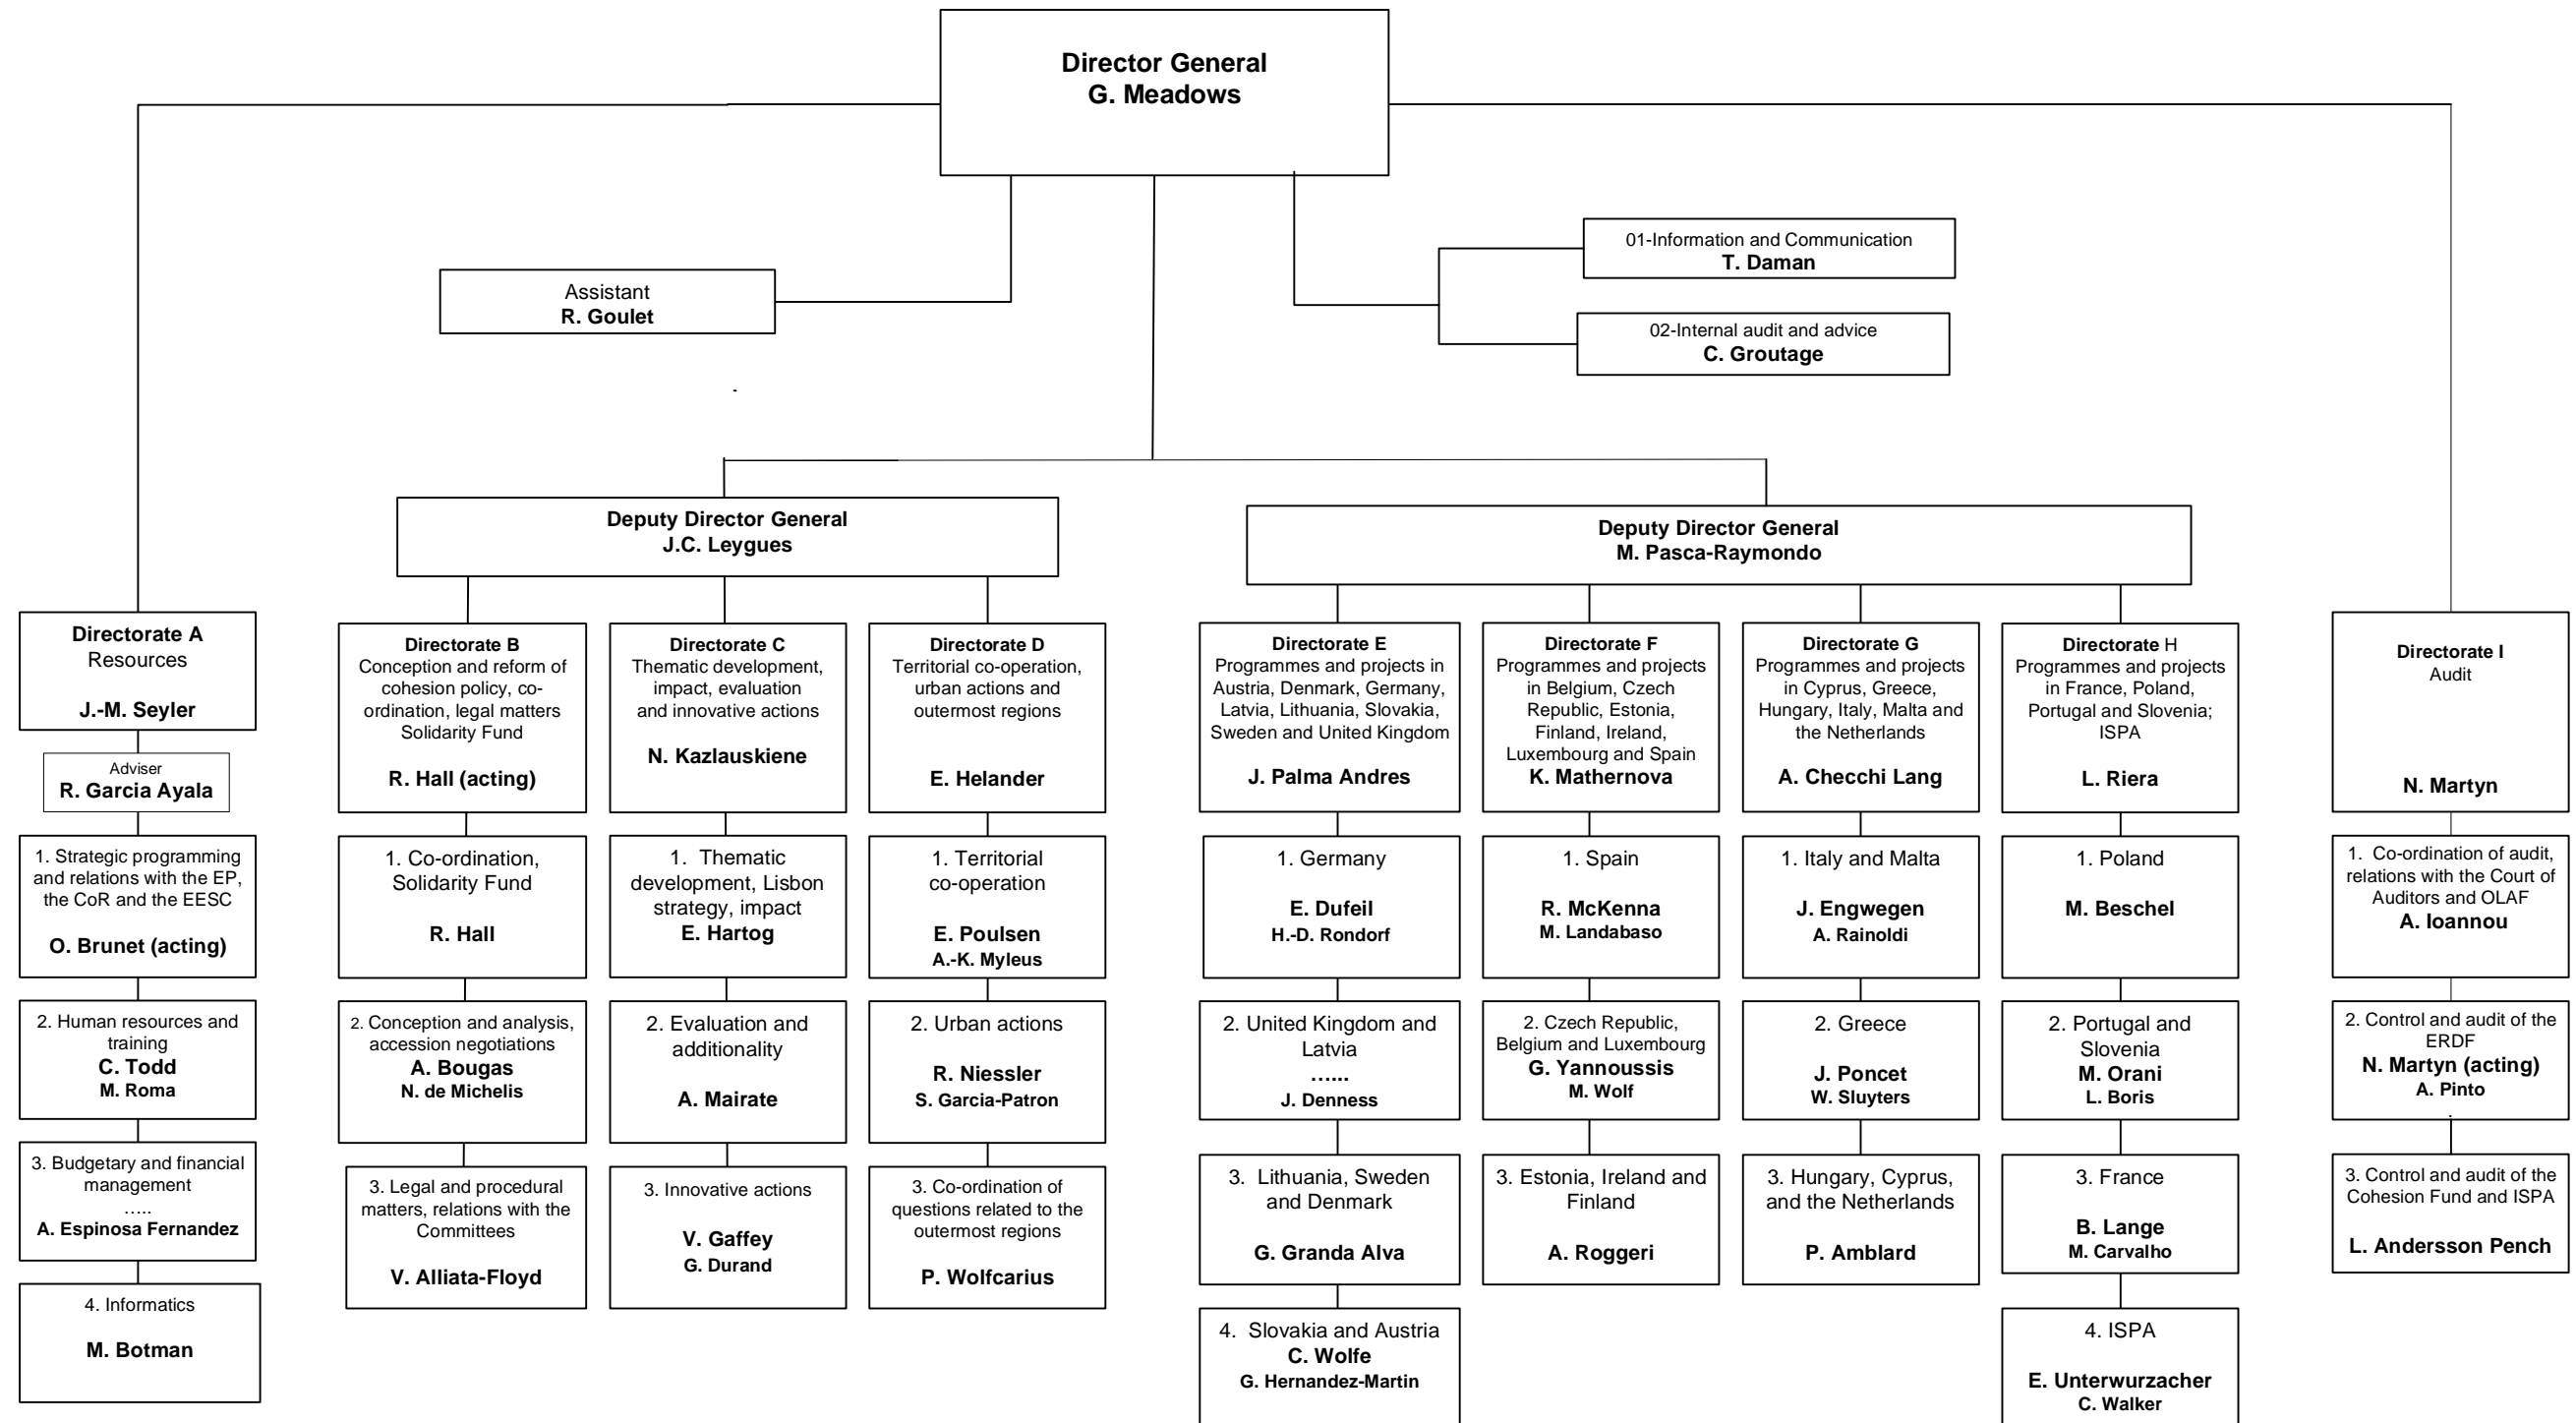 Director General
G. Meadows
01-Information and Communication
T. Daman
Assistant
R. Goulet
02-Internal audit and advice
C. Groutage
Deputy Director General
J.C. Leygues
Deputy Director General
M. Pasca-Raymondo
Directorate A
Resources
J.-M. Seyler
Adviser
R. Garcia Ayala
1. Strategic programming
and relations with the EP,
the CoR and the EESC
O. Brunet (acting)
2. Human resources and
training
C. Todd
M. Roma
3. Budgetary and financial
management
…..
A. Espinosa Fernandez
4. Informatics
M. Botman
Directorate B
Conception and reform of
cohesion policy, co-
ordination, legal matters
Solidarity Fund
R. Hall (acting)
1. Co-ordination,
Solidarity Fund
R. Hall
2. Conception and analysis,
accession negotiations
A. Bougas
N. de Michelis
3. Legal and procedural
matters, relations with the
Committees
V. Alliata-Floyd
Directorate C
Thematic development,
impact, evaluation
and innovative actions
N. Kazlauskiene
1. Thematic
development, Lisbon
strategy, impact
E. Hartog
2. Evaluation and
additionality
A. Mairate
3. Innovative actions
V. Gaffey
G. Durand
Directorate D
Territorial co-operation,
urban actions and
outermost regions
E. Helander
1. Territorial
co-operation
E. Poulsen
A.-K. Myleus
2. Urban actions
R. Niessler
S. Garcia-Patron
3. Co-ordination of
questions related to the
outermost regions
P. Wolfcarius
Directorate E
Programmes and projects in
Austria, Denmark, Germany,
Latvia, Lithuania, Slovakia,
Sweden and United Kingdom
J. Palma Andres
1. Germany
E. Dufeil
H.-D. Rondorf
2. United Kingdom and
Latvia
…...
J. Denness
3. Lithuania, Sweden
and Denmark
G. Granda Alva
4. Slovakia and Austria
C. Wolfe
G. Hernandez-Martin
Directorate F
Programmes and projects
in Belgium, Czech
Republic, Estonia,
Finland, Ireland,
Luxembourg and Spain
K. Mathernova
1. Spain
R. McKenna
M. Landabaso
2. Czech Republic,
Belgium and Luxembourg
G. Yannoussis
M. Wolf
3. Estonia, Ireland and
Finland
A. Roggeri
Directorate G
Programmes and projects
in Cyprus, Greece,
Hungary, Italy, Malta and
the Netherlands
A. Checchi Lang
1. Italy and Malta
J. Engwegen
A. Rainoldi
2. Greece
J. Poncet
W. Sluyters
3. Hungary, Cyprus,
and the Netherlands
P. Amblard
Directorate H
Programmes and projects
in France, Poland,
Portugal and Slovenia;
ISPA
L. Riera
1. Poland
M. Beschel
2. Portugal and
Slovenia
M. Orani
L. Boris
3. France
B. Lange
M. Carvalho
4. ISPA
E. Unterwurzacher
C. Walker
Directorate I
Audit
N. Martyn
1. Co-ordination of audit,
relations with the Court of
Auditors and OLAF
A. Ioannou
2. Control and audit of the
ERDF
N. Martyn (acting)
A. Pinto
3. Control and audit of the
Cohesion Fund and ISPA
L. Andersson Pench